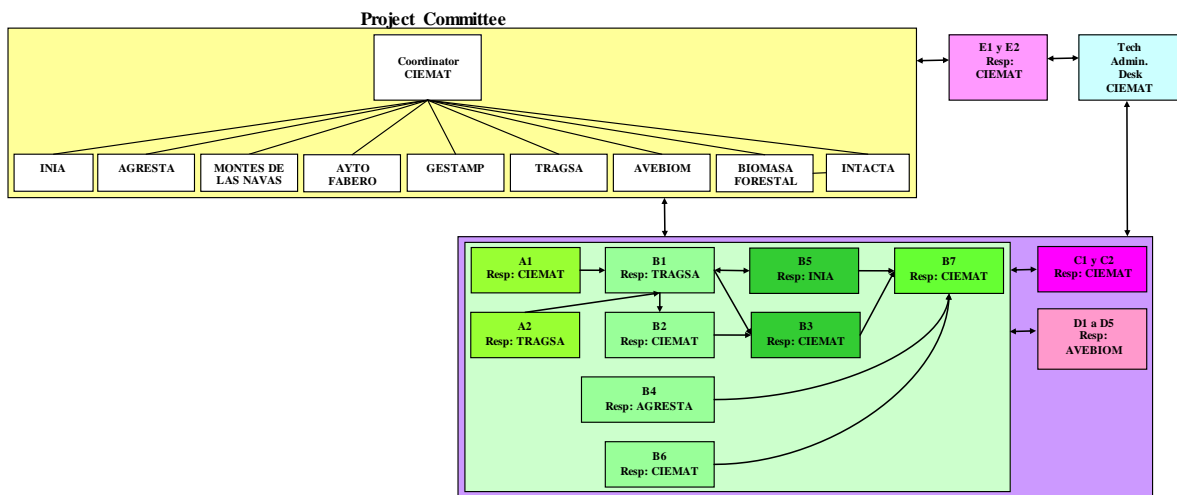 Project Committee
Coordinator
CIEMAT
INIA
AGRESTA
MONTES DE
LAS NAVAS
AYTO
FABERO
GESTAMP
TRAGSA
AVEBIOM
BIOMASA
FORESTAL
INTACTA
E1 y E2
Resp:
CIEMAT
Tech
Admin.
Desk
CIEMAT
A1
Resp: CIEMAT
B1
Resp: TRAGSA
B5
Resp: INIA
B7
Resp: CIEMAT
C1 y C2
Resp: CIEMAT
A2
Resp: TRAGSA
B2
Resp: CIEMAT
B3
Resp: CIEMAT
D1 a D5
Resp:
AVEBIOM
B4
Resp: AGRESTA
B6
Resp: CIEMAT